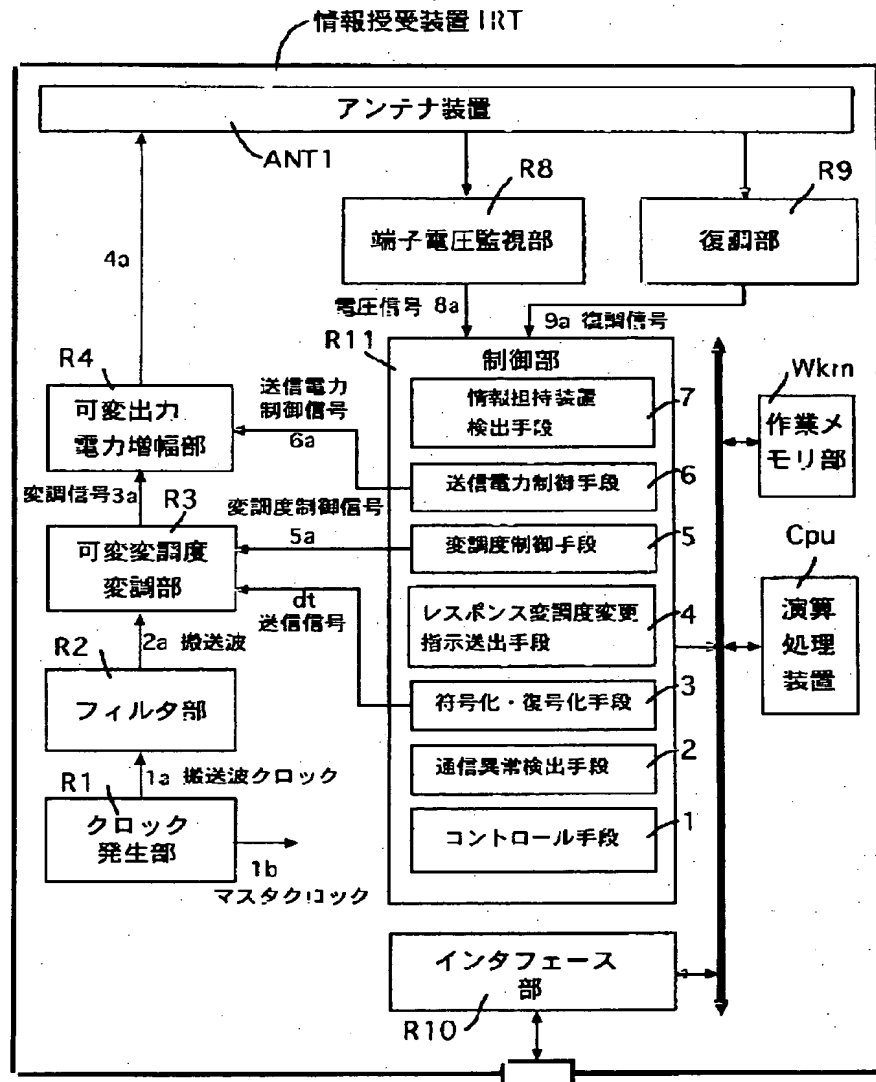 情報授受装置 IRT
アンテナ装置
ANT1
R8
R9
端子電圧監視部
復調部
4a
電圧信号 8a
9a 復調信号
R11
制御部
R4
送信電力
制御信号
6a
可変出力
電力増幅部
情報担持装置
検出手段
7
Wkm
作業メ
モリ部
送信電力制御手段
6
変調信号3a
R3
変調度制御信号
5a
変調度制御手段
5
可変変調度
変調部
dt
送信信号
Cpu
演算
処理
装置
レスポンス変調度変更
指示送出手段
4
R2
2a 搬送波
フィルタ部
符号化・復号化手段
3
R1
1a 搬送波クロック
通信異常検出手段
2
クロック
発生部
1b
マスタクロック
コントロール手段
1
インタフェース
部
R10